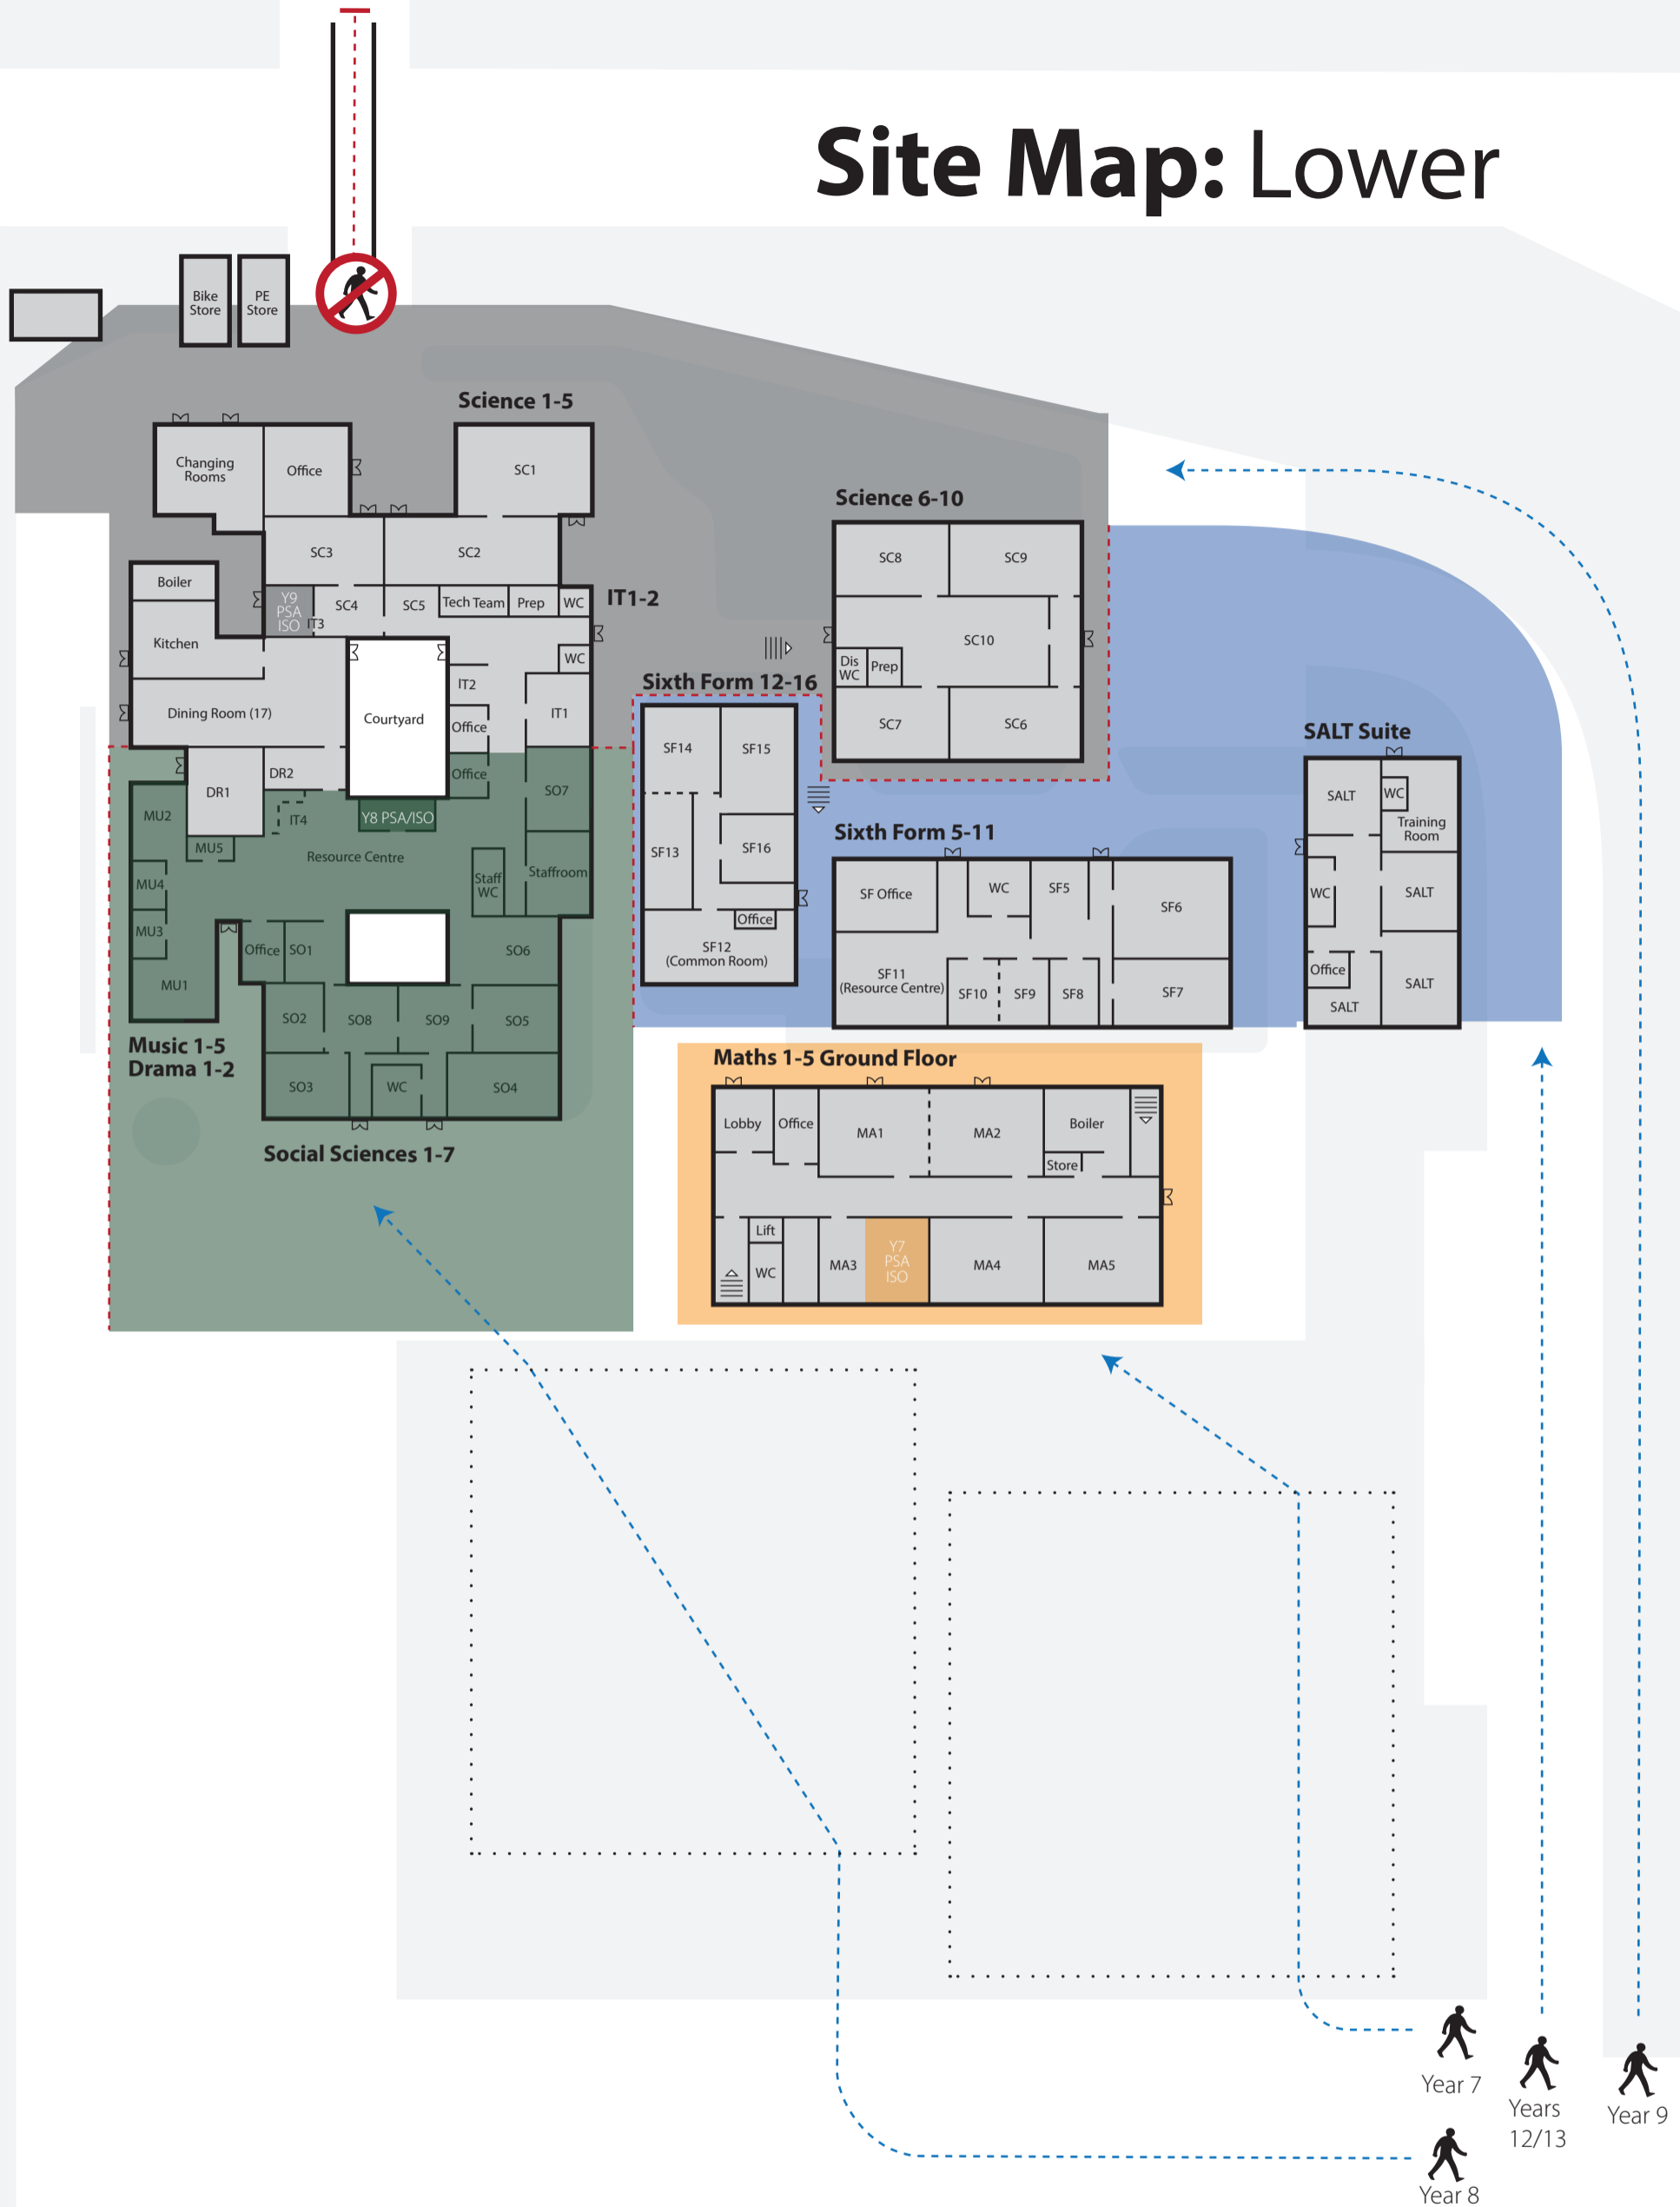 Site Map: Lower
Bike
Store
PE
Store
Science 1-5
Changing
Rooms
Office
SC1
Science 6-10
SC3
SC2
SC8
SC9
Boiler
Y9
PSA
ISO
IT3
SC4
SC5
Tech Team
Prep
WC
IT1-2
Kitchen
SC10
WC
Dis
WC
Prep
IT2
Sixth Form 12-16
Dining Room (17)
Courtyard
Office
IT1
SC7
SC6
SF14
SF15
SALT Suite
Office
DR2
DR1
SO7
SALT
WC
MU2
IT4
Y8 PSA/ISO
Training
Room
Sixth Form 5-11
MU5
Resource Centre
SF13
SF16
Staff
WC
Staffroom
MU4
SF Office
WC
SF5
SF6
WC
SALT
Office
MU3
Office
SO1
SO6
SF12
(Common Room)
SF11
(Resource Centre)
SF10
SF9
SF8
SF7
Office
SALT
MU1
SALT
SO2
SO8
SO9
SO5
Music 1-5
Drama 1-2
Maths 1-5 Ground Floor
SO3
WC
SO4
Lobby
Office
MA1
MA2
Boiler
Store
Social Sciences 1-7
Lift
WC
MA3
Y7
PSA
ISO
MA4
MA5
Year 7
Years
12/13
Year 9
Year 8